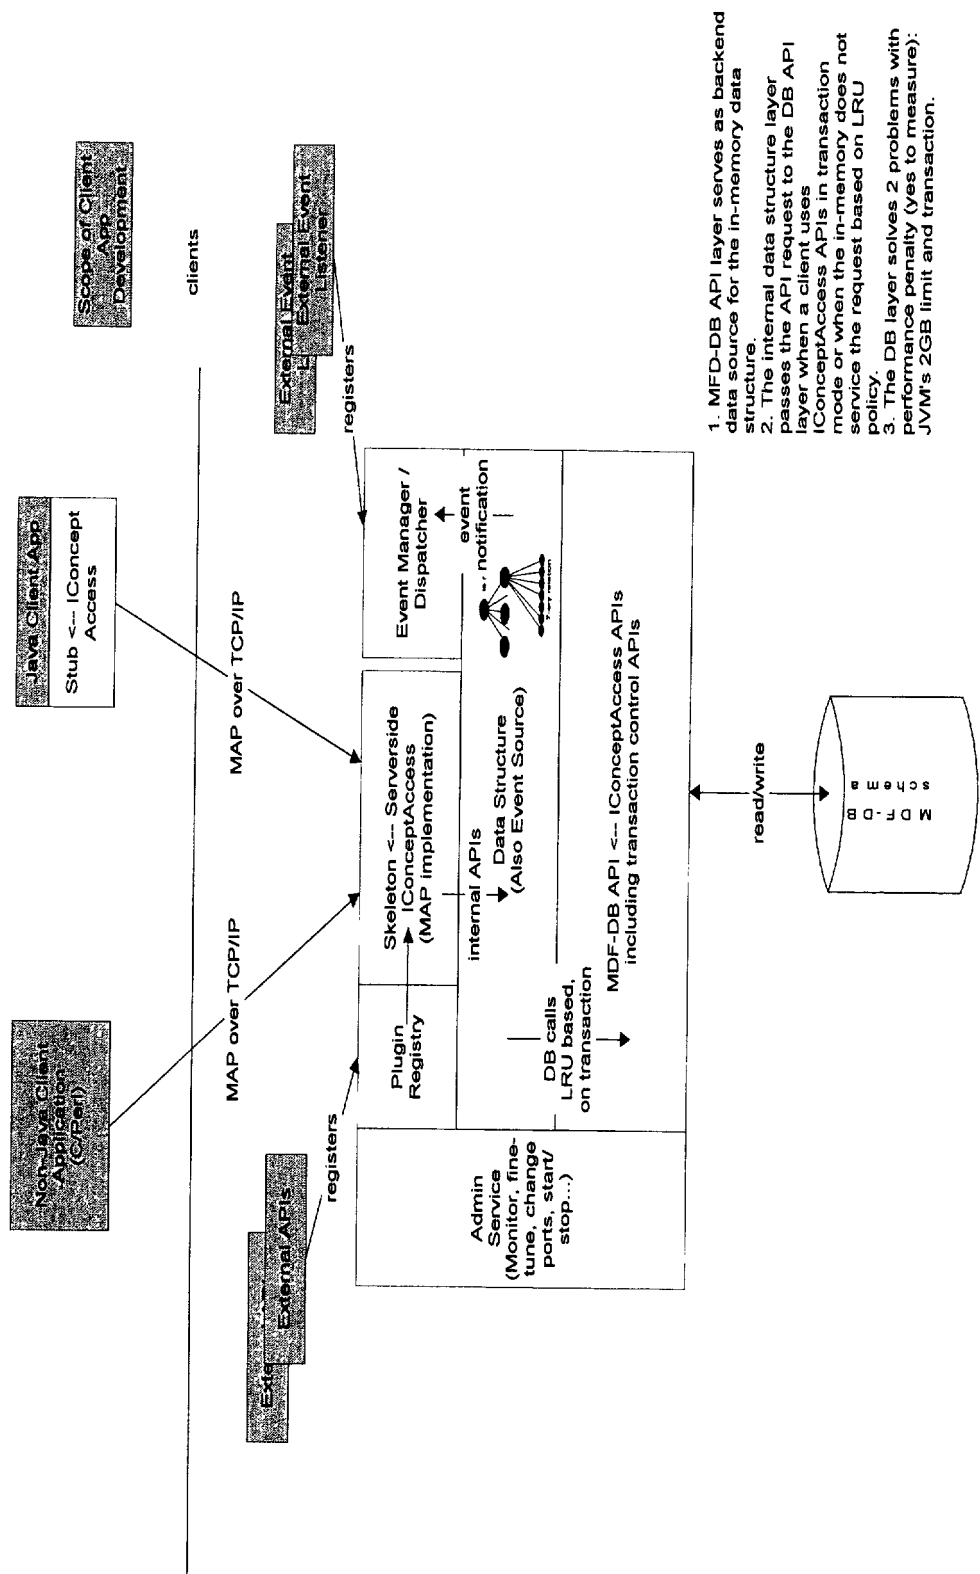 Non-Java Client
Application
(C/Perl)
Java Client App
Stub <-- IConcept
Access
Scope of Client
App
Development
clients
MAP over TCP/IP
MAP over TCP/IP
External APIs
registers
External Event
External Event
Listener
registers
Plugin
Registry
Skeleton <-- Serverside
IConceptAccess
(MAP implementation)
Event Manager /
Dispatcher
internal APIs
Data Structure
(Also Event Source)
event
notification
Admin
Service
(Monitor, fine-
tune, change
ports, start/
stop...)
DB calls
LRU based,
on transaction
MDF-DB API <-- IConceptAccess APIs
including transaction control APIs
read/write
MDF-DB
schema
1. MFD-DB API layer serves as backend
data source for the in-memory data
structure.
2. The internal data structure layer
passes the API request to the DB API
layer when a client uses
IConceptAccess APIs in transaction
mode or when the in-memory does not
service the request based on LRU
policy.
3. The DB layer solves 2 problems with
performance penalty (yes to measure):
JVM's 2GB limit and transaction.